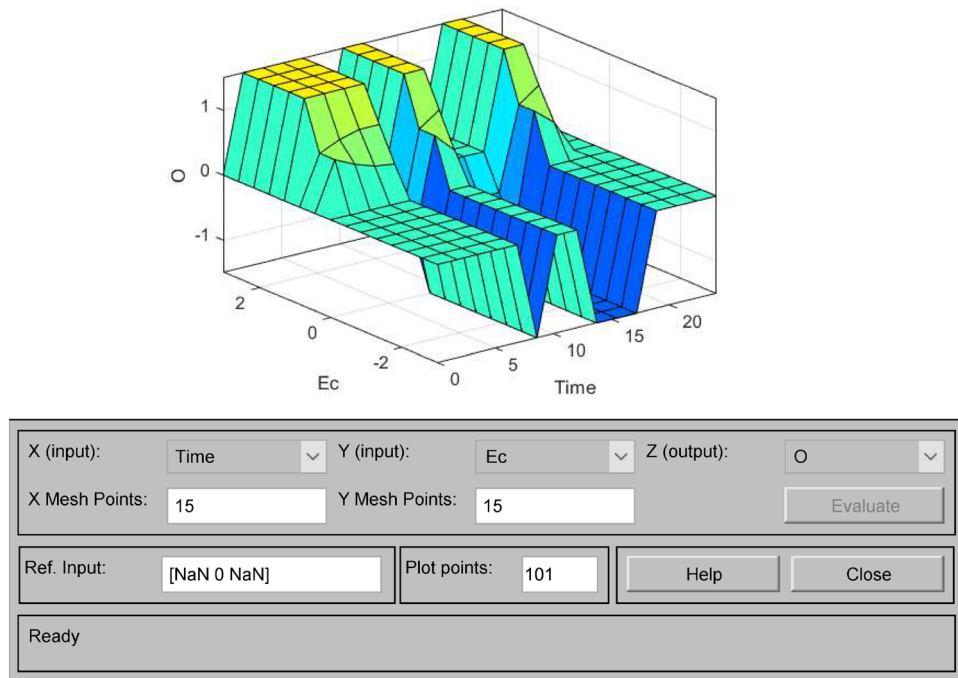 1
0
-1
O
2
0
-2
Ec
0
5
10
15
20
Time
X (input): Time Y (input): Ec Z (output): O
X Mesh Points: 15 Y Mesh Points: 15 Evaluate
Ref. Input: [NaN 0 NaN] Plot points: 101 Help Close
Ready